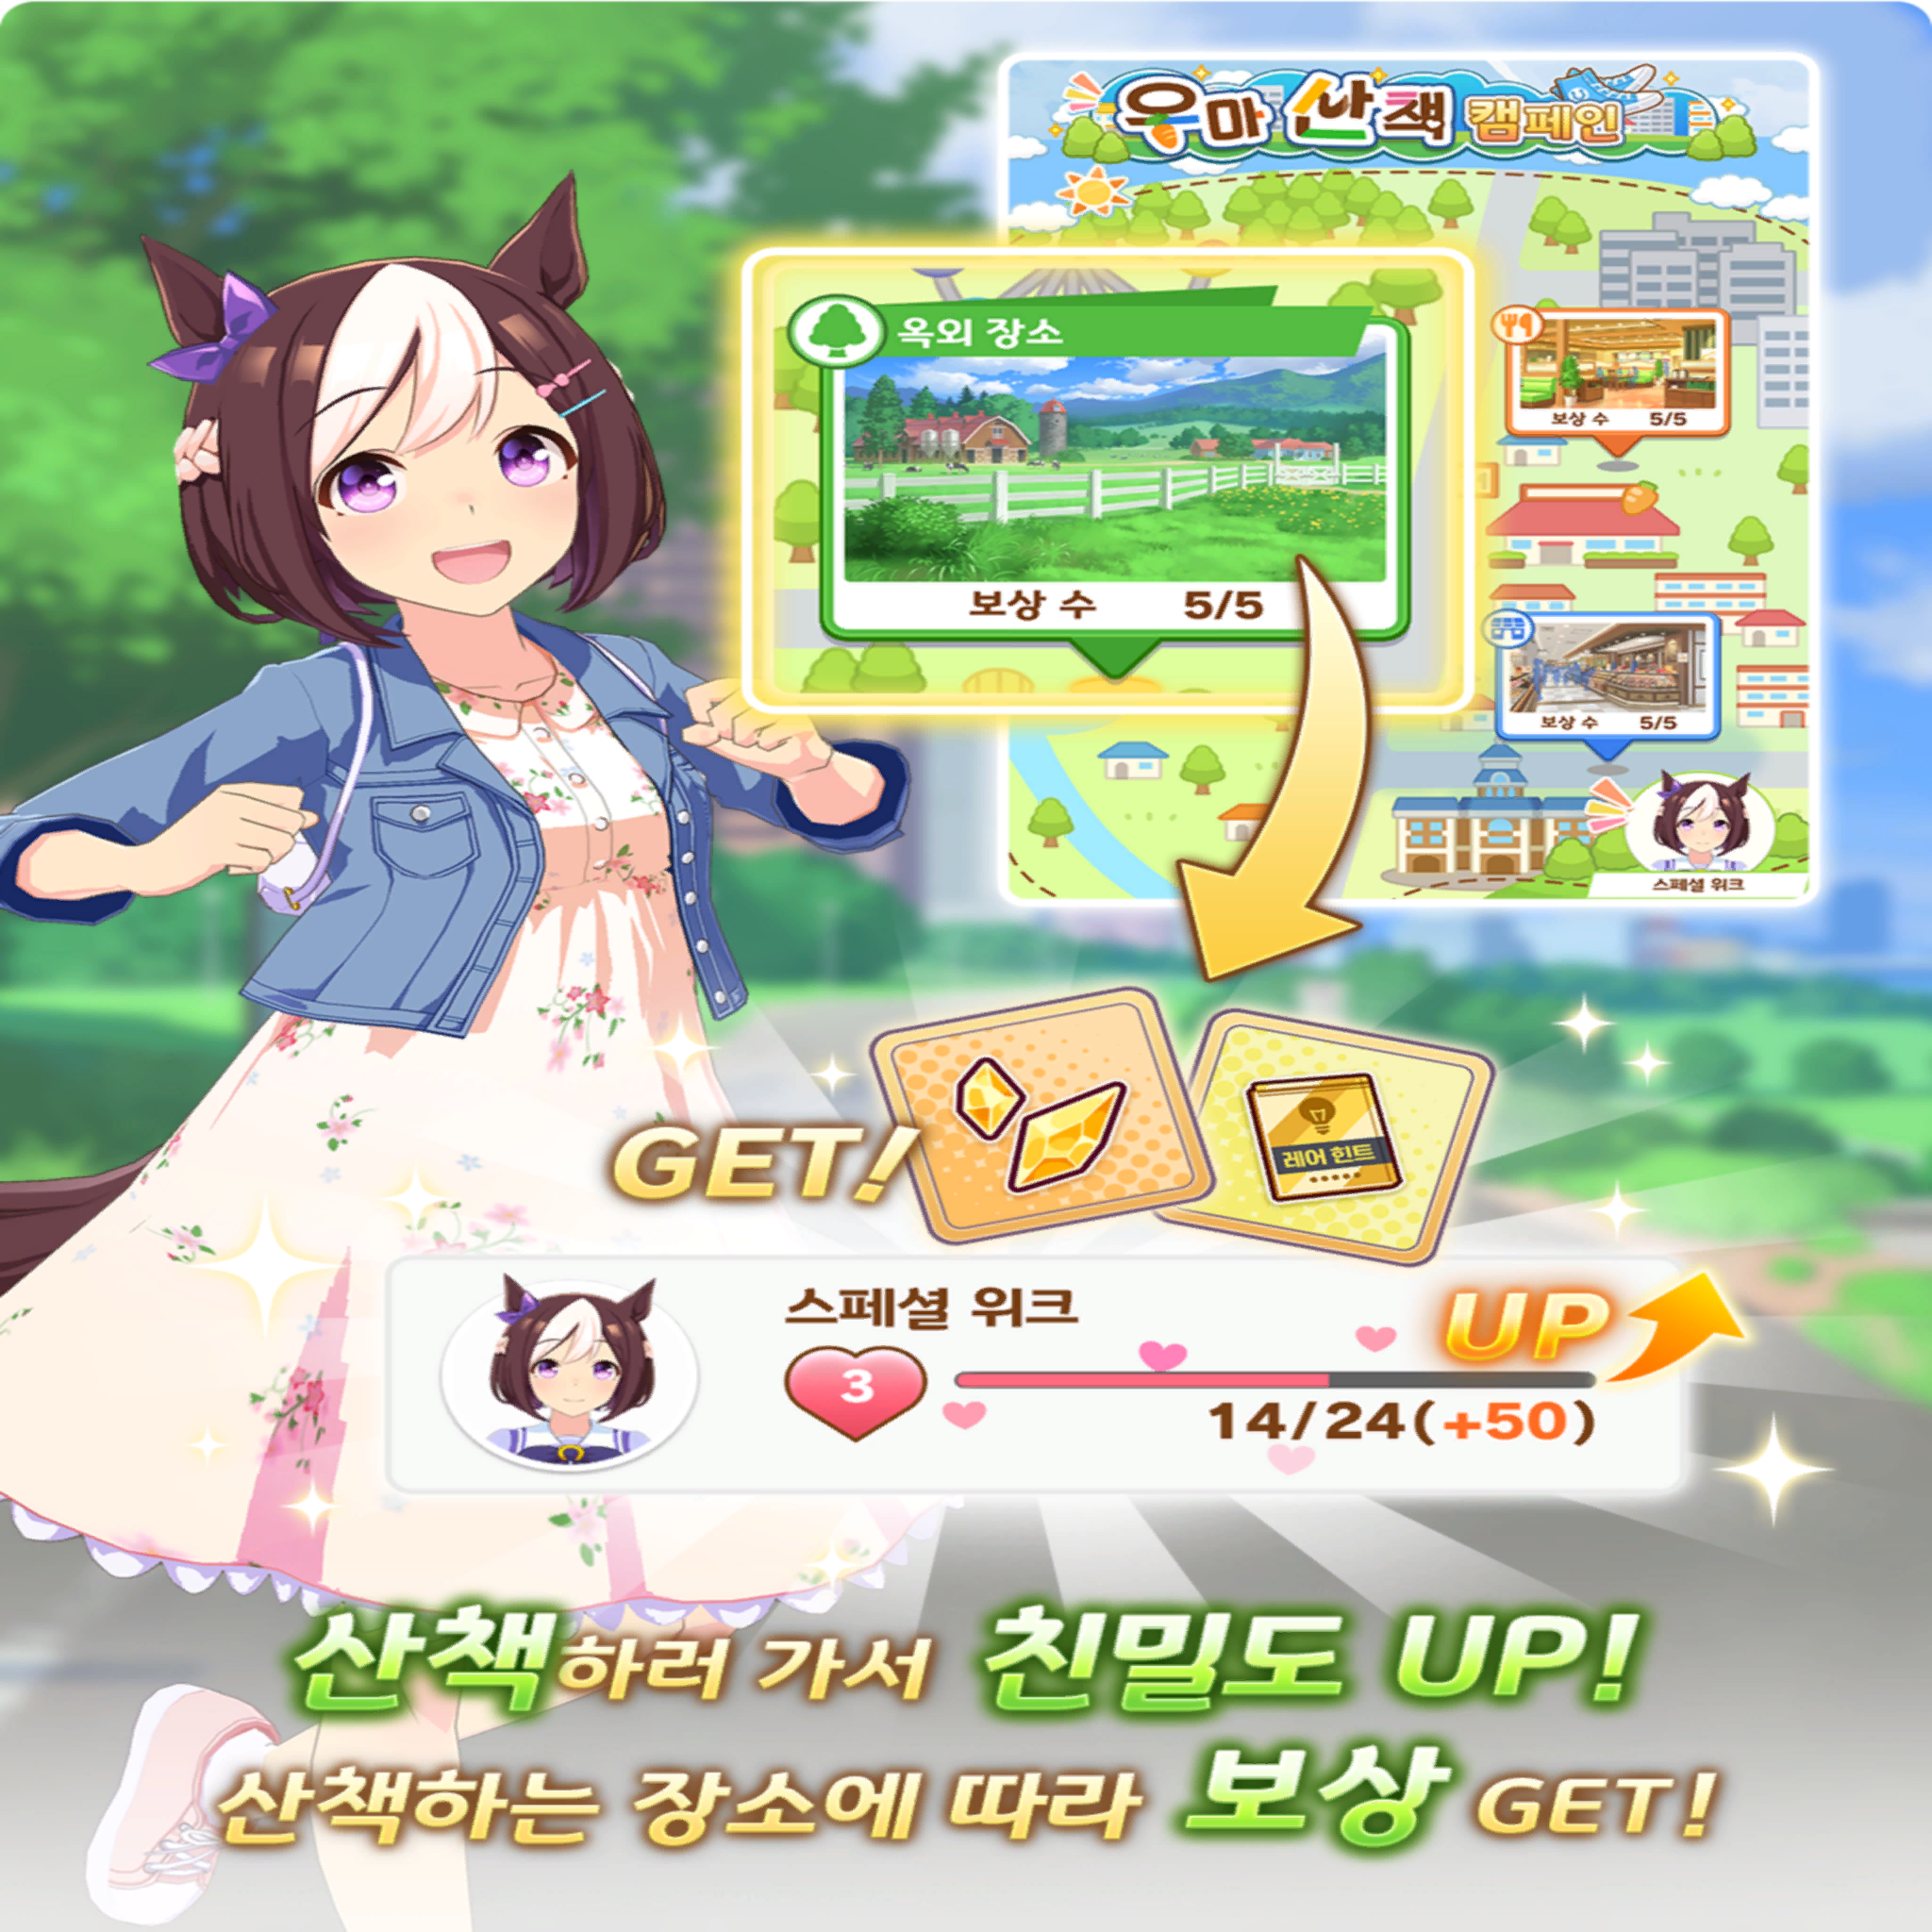 우마 산책 캠페인
옥외 장소
보상 수 5/5
보상 수 5/5
보상 수 5/5
스페셜 위크
GET!
레어 힌트
스페셜 위크
UP
3
14/24(+50)
산책하러 가서 친밀도 UP!
산책하는 장소에 따라 보상 GET!